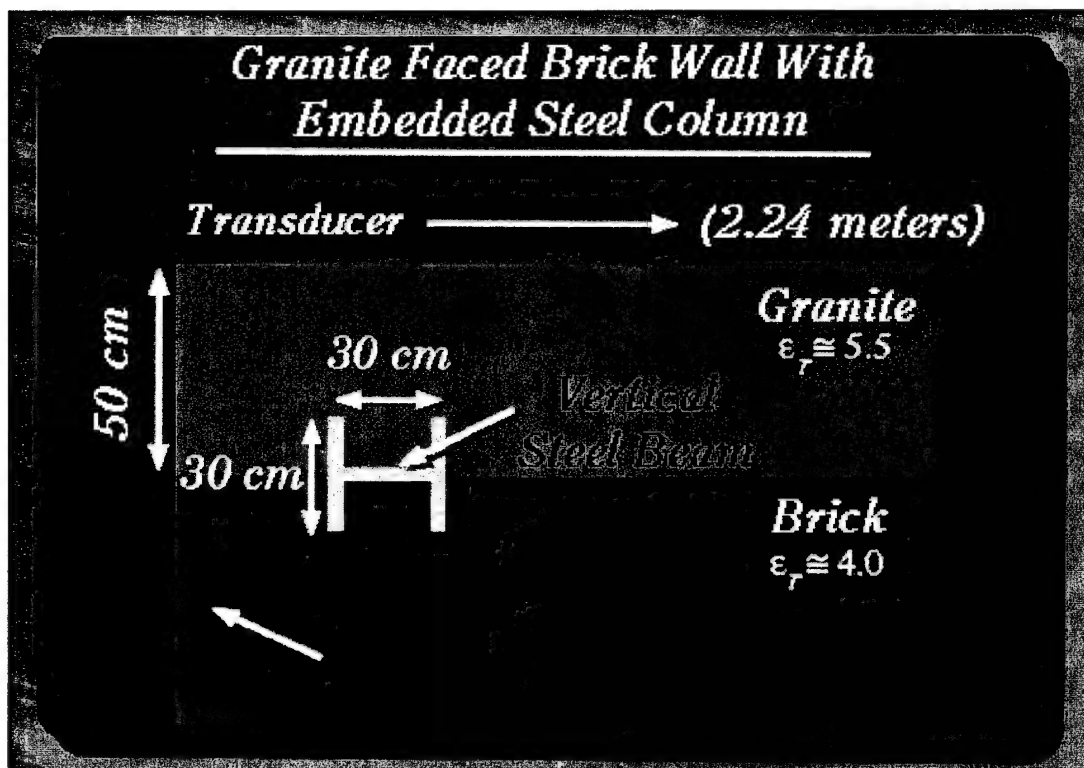 Granite Faced Brick Wall With
Embedded Steel Column
Transducer (2.24 meters)
50 cm
Granite
εr ≅ 5.5
30 cm
Vertical
Steel Beam
30 cm
Brick
εr ≅ 4.0